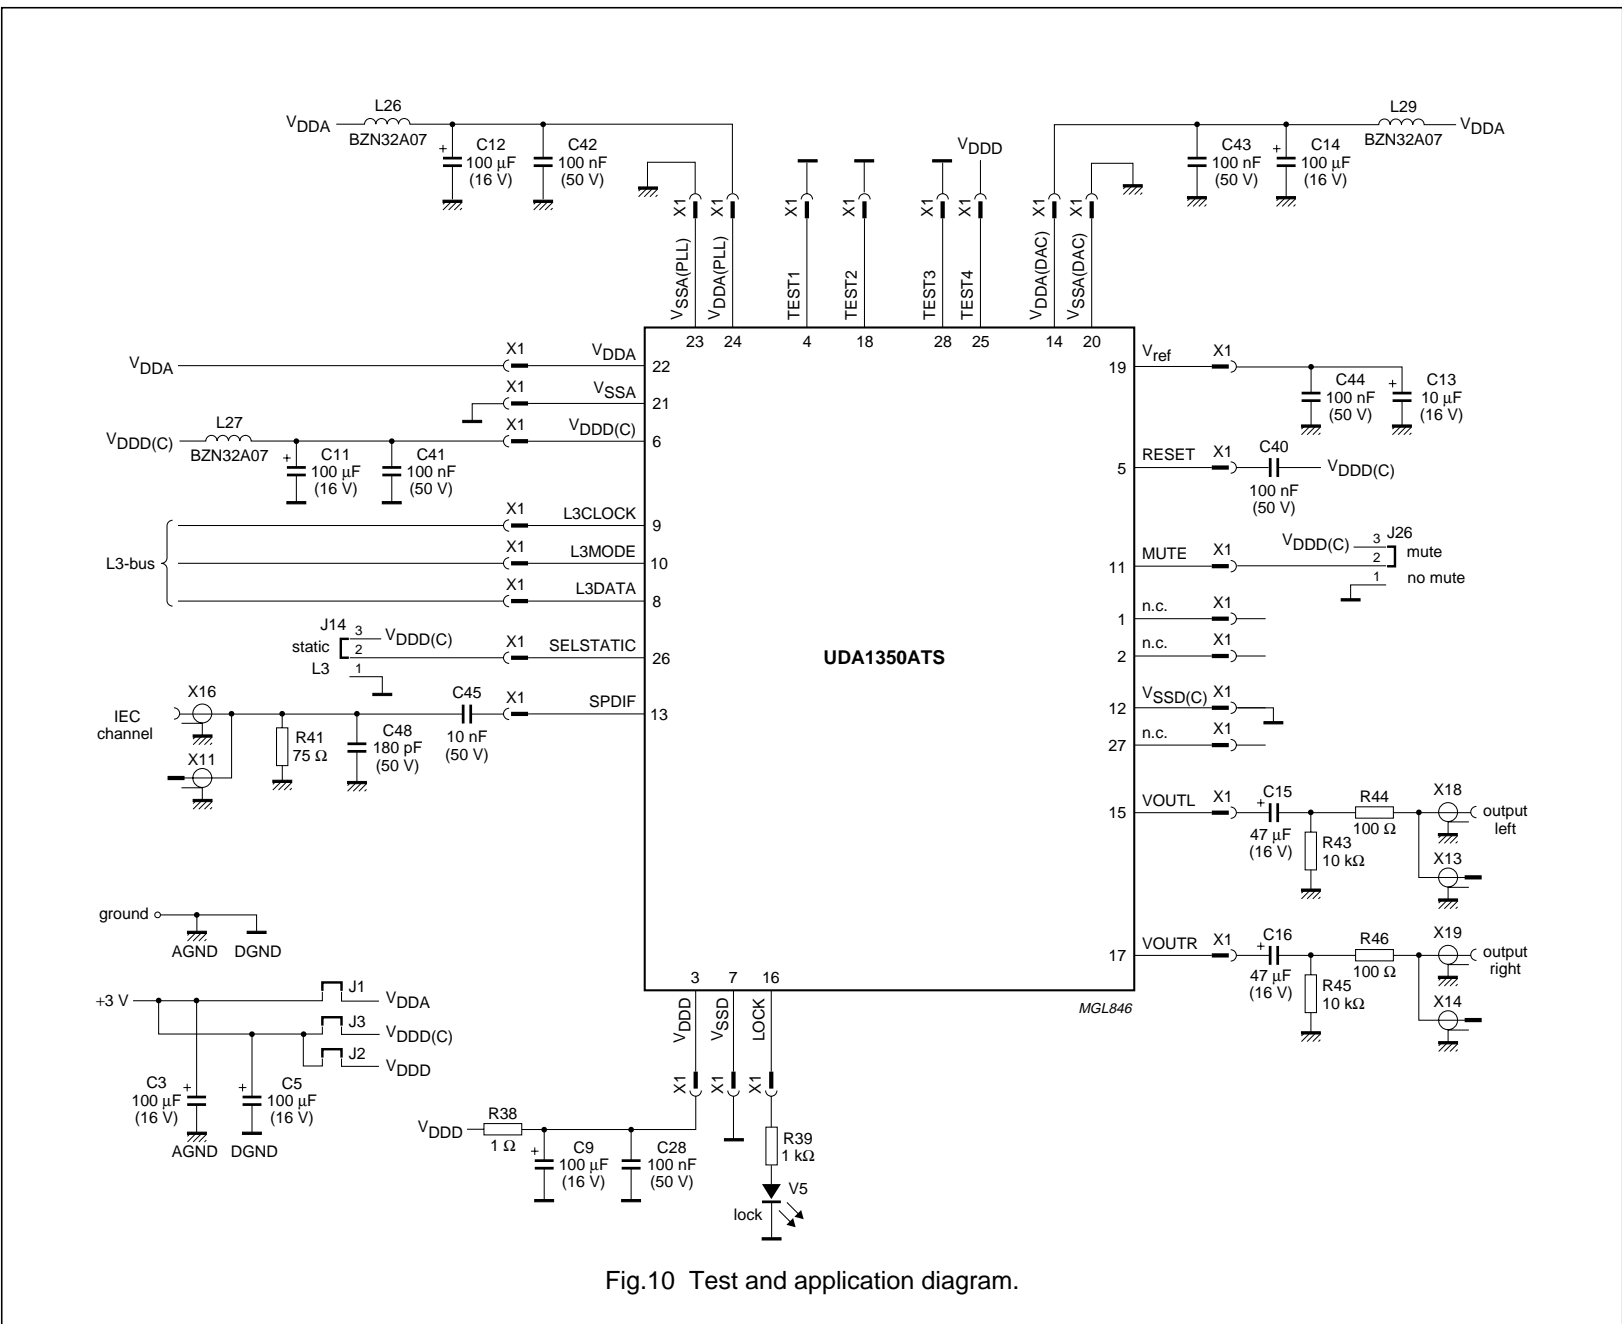 L26
VDDA
BZN32A07
C12
100 µF
(16 V)
+
C42
100 nF
(50 V)
VDDD
L29
VDDA
BZN32A07
C43
100 nF
(50 V)
C14
100 µF
(16 V)
+
X1
X1
X1
X1
X1
X1
X1
X1
VSSA(PLL)
VDDA(PLL)
TEST1
TEST2
TEST3
TEST4
VDDA(DAC)
VSSA(DAC)
23
24
4
18
28
25
14
20
VDDA
X1
VDDA
22
X1
VSSA
21
L27
VDDD(C)
BZN32A07
X1
VDDD(C)
6
+
C11
100 µF
(16 V)
C41
100 nF
(50 V)
L3-bus
X1
L3CLOCK
9
X1
L3MODE
10
X1
L3DATA
8
J14
3
VDDD(C)
static
2
L3
1
X1
SELSTATIC
26
IEC
channel
X16
X11
R41
75 Ω
C48
180 pF
(50 V)
C45
10 nF
(50 V)
X1
SPDIF
13
UDA1350ATS
19
Vref
X1
C44
100 nF
(50 V)
+
C13
10 µF
(16 V)
5
RESET
X1
C40
100 nF
(50 V)
VDDD(C)
11
MUTE
X1
VDDD(C)
3
J26
mute
2
1
no mute
1
n.c.
X1
2
n.c.
X1
12
VSSD(C)
X1
27
n.c.
X1
15
VOUTL
X1
+
C15
47 µF
(16 V)
R43
10 kΩ
R44
100 Ω
X18
output
left
X13
17
VOUTR
X1
+
C16
47 µF
(16 V)
R45
10 kΩ
R46
100 Ω
X19
output
right
X14
MGL846
ground
AGND
DGND
+3 V
J1
VDDA
J3
VDDD(C)
J2
VDDD
C3
100 µF
(16 V)
+
C5
100 µF
(16 V)
+
AGND
DGND
3
7
16
VDDD
VSSD
LOCK
X1
X1
X1
VDDD
R38
1 Ω
+
C9
100 µF
(16 V)
C28
100 nF
(50 V)
R39
1 kΩ
V5
lock
Fig.10 Test and application diagram.